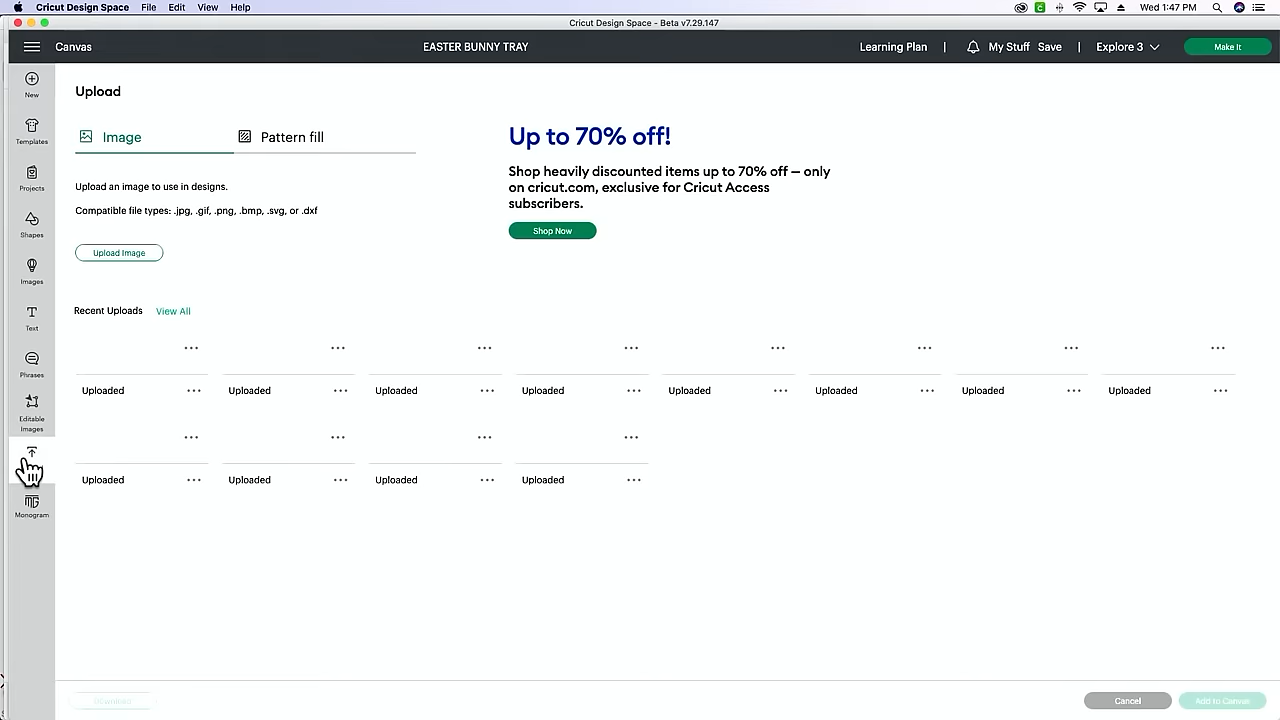 Cricut Design Space File Edit View Help Wed 1:47 PM
Cricut Design Space - Beta v7.29.147
Canvas EASTER BUNNY TRAY Learning Plan | My Stuff Save | Explore 3 Make It
New
Templates
Projects
Shapes
Images
Text
Phrases
Editable
Images
Monogram
Upload
Image Pattern fill
Upload an image to use in designs.
Compatible file types: .jpg, .gif, .png, .bmp, .svg, or .dxf
Upload Image
Up to 70% off!
Shop heavily discounted items up to 70% off — only
on cricut.com, exclusive for Cricut Access
subscribers.
Shop Now
Recent Uploads View All
Uploaded Uploaded Uploaded Uploaded Uploaded Uploaded Uploaded Uploaded
Uploaded Uploaded Uploaded Uploaded
Download Cancel Add to Canvas